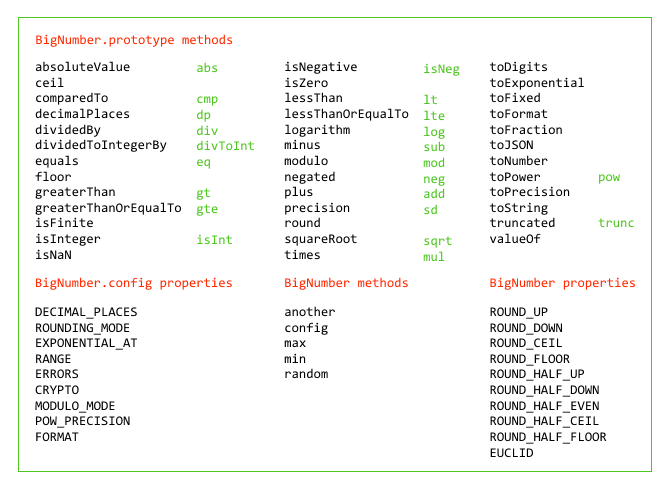 BigNumber.prototype methods
absoluteValue abs
ceil
comparedTo cmp
decimalPlaces dp
dividedBy div
dividedToIntegerBy divToInt
equals eq
floor
greaterThan gt
greaterThanOrEqualTo gte
isFinite
isInteger isInt
isNaN
isNegative isNeg
isZero
lessThan lt
lessThanOrEqualTo lte
logarithm log
minus sub
modulo mod
negated neg
plus add
precision sd
round
squareRoot sqrt
times mul
toDigits
toExponential
toFixed
toFormat
toFraction
toJSON
toNumber
toPower pow
toPrecision
toString
truncated trunc
valueOf
BigNumber.config properties
DECIMAL_PLACES
ROUNDING_MODE
EXPONENTIAL_AT
RANGE
ERRORS
CRYPTO
MODULO_MODE
POW_PRECISION
FORMAT
BigNumber methods
another
config
max
min
random
BigNumber properties
ROUND_UP
ROUND_DOWN
ROUND_CEIL
ROUND_FLOOR
ROUND_HALF_UP
ROUND_HALF_DOWN
ROUND_HALF_EVEN
ROUND_HALF_CEIL
ROUND_HALF_FLOOR
EUCLID